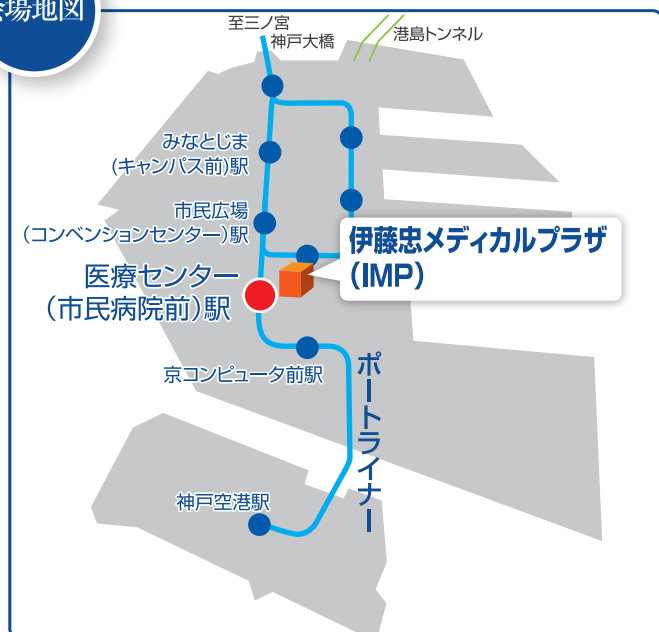 会場地図
至三ノ宮
神戸大橋
港島トンネル
みなとじま
(キャンパス前)駅
市民広場
(コンベンションセンター)駅
伊藤忠メディカルプラザ
(IMP)
医療センター
(市民病院前)駅
京コンピュータ前駅
ポートライナー
神戸空港駅